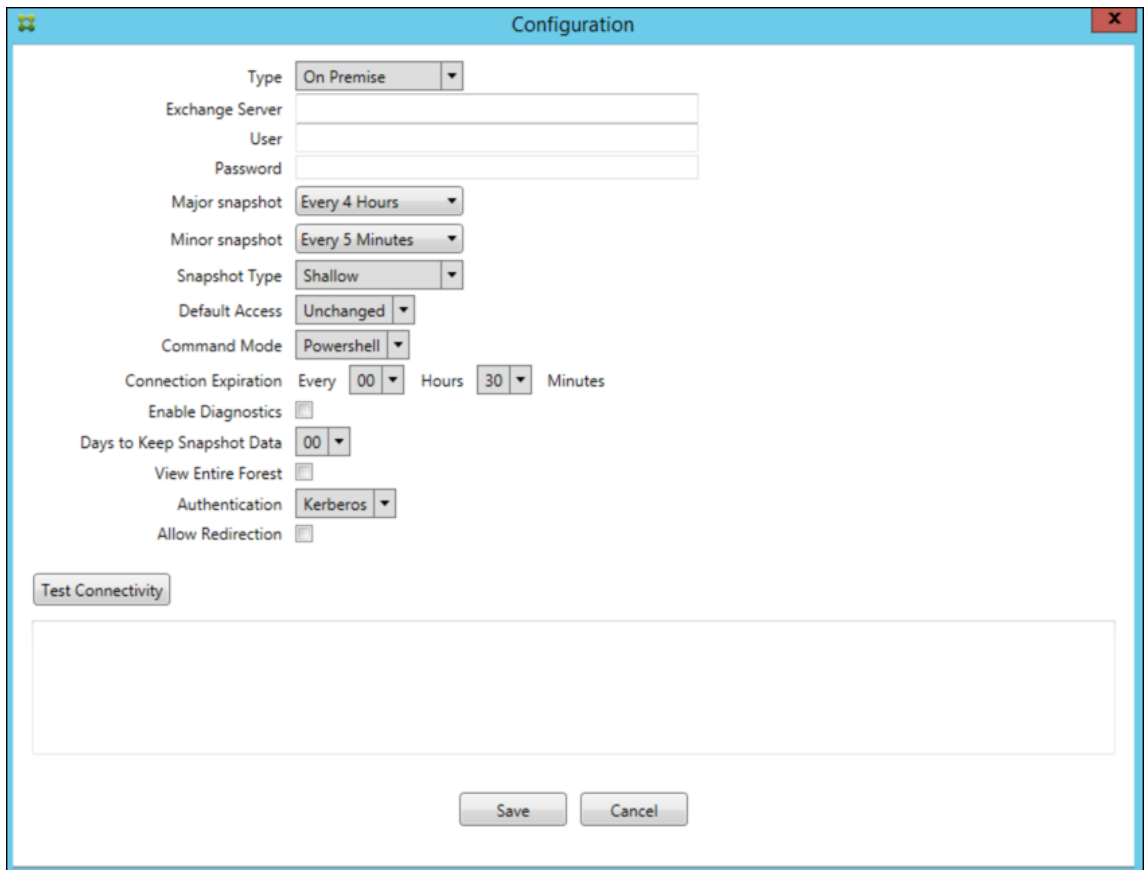 Configuration
x
Type On Premise
Exchange Server
User
Password
Major snapshot Every 4 Hours
Minor snapshot Every 5 Minutes
Snapshot Type Shallow
Default Access Unchanged
Command Mode Powershell
Connection Expiration Every 00 Hours 30 Minutes
Enable Diagnostics
Days to Keep Snapshot Data 00
View Entire Forest
Authentication Kerberos
Allow Redirection
Test Connectivity
Save Cancel